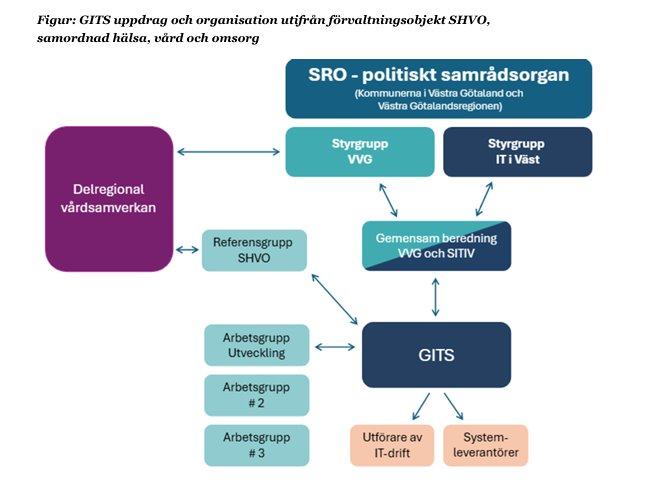 Figur: GITS uppdrag och organisation utifrån förvaltningsobjekt SHVO,
samordnad hälsa, vård och omsorg
SRO - politiskt samrådsorgan
(Kommunerna i Västra Götaland och
Västra Götalandsregionen)
Styrgrupp
VVG
Styrgrupp
IT i Väst
Delregional
vårdsamverkan
Referensgrupp
SHVO
Gemensam beredning
VVG och SITIV
Arbetsgrupp
Utveckling
GITS
Arbetsgrupp
# 2
Arbetsgrupp
# 3
Utförare av
IT-drift
System-
leverantörer